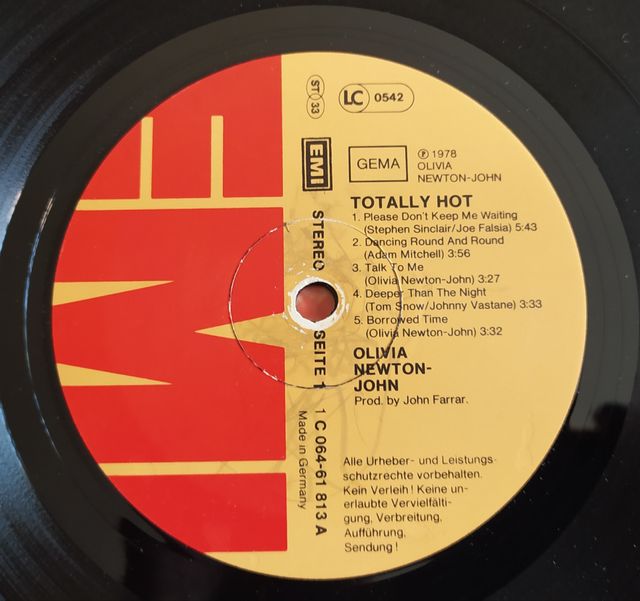 ST 33
LC 0542
EMI
EMI
GEMA
℗ 1978
OLIVIA
NEWTON-JOHN
TOTALLY HOT
1. Please Don't Keep Me Waiting
(Stephen Sinclair/Joe Falsia) 5:43
2. Dancing Round And Round
(Adam Mitchell) 3:56
3. Talk To Me
(Olivia Newton-John) 3:27
4. Deeper Than The Night
(Tom Snow/Johnny Vastane) 3:33
5. Borrowed Time
(Olivia Newton-John) 3:32
OLIVIA
NEWTON-
JOHN
Prod. by John Farrar.
STEREO SEITE 1 1 C 064-61 813 A
Made in Germany
Alle Urheber- und Leistungs-
schutzrechte vorbehalten.
Kein Verleih! Keine un-
erlaubte Vervielfälti-
gung, Verbreitung,
Aufführung,
Sendung!